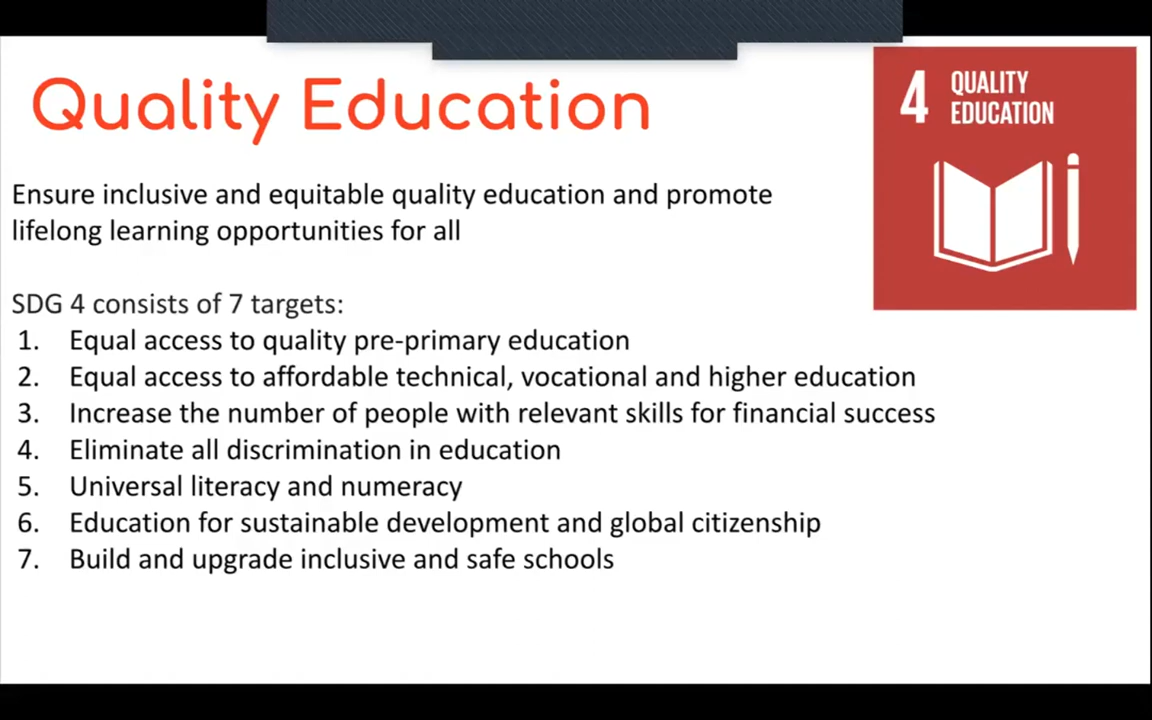 Quality Education
4 QUALITY
EDUCATION
Ensure inclusive and equitable quality education and promote
lifelong learning opportunities for all
SDG 4 consists of 7 targets:
1. Equal access to quality pre-primary education
2. Equal access to affordable technical, vocational and higher education
3. Increase the number of people with relevant skills for financial success
4. Eliminate all discrimination in education
5. Universal literacy and numeracy
6. Education for sustainable development and global citizenship
7. Build and upgrade inclusive and safe schools